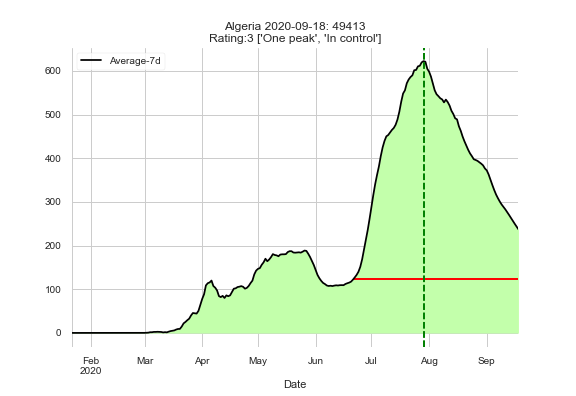 Algeria 2020-09-18: 49413
Rating:3 ['One peak', 'In control']
Average-7d
600
500
400
300
200
100
0
Feb Mar Apr May Jun Jul Aug Sep
2020
Date